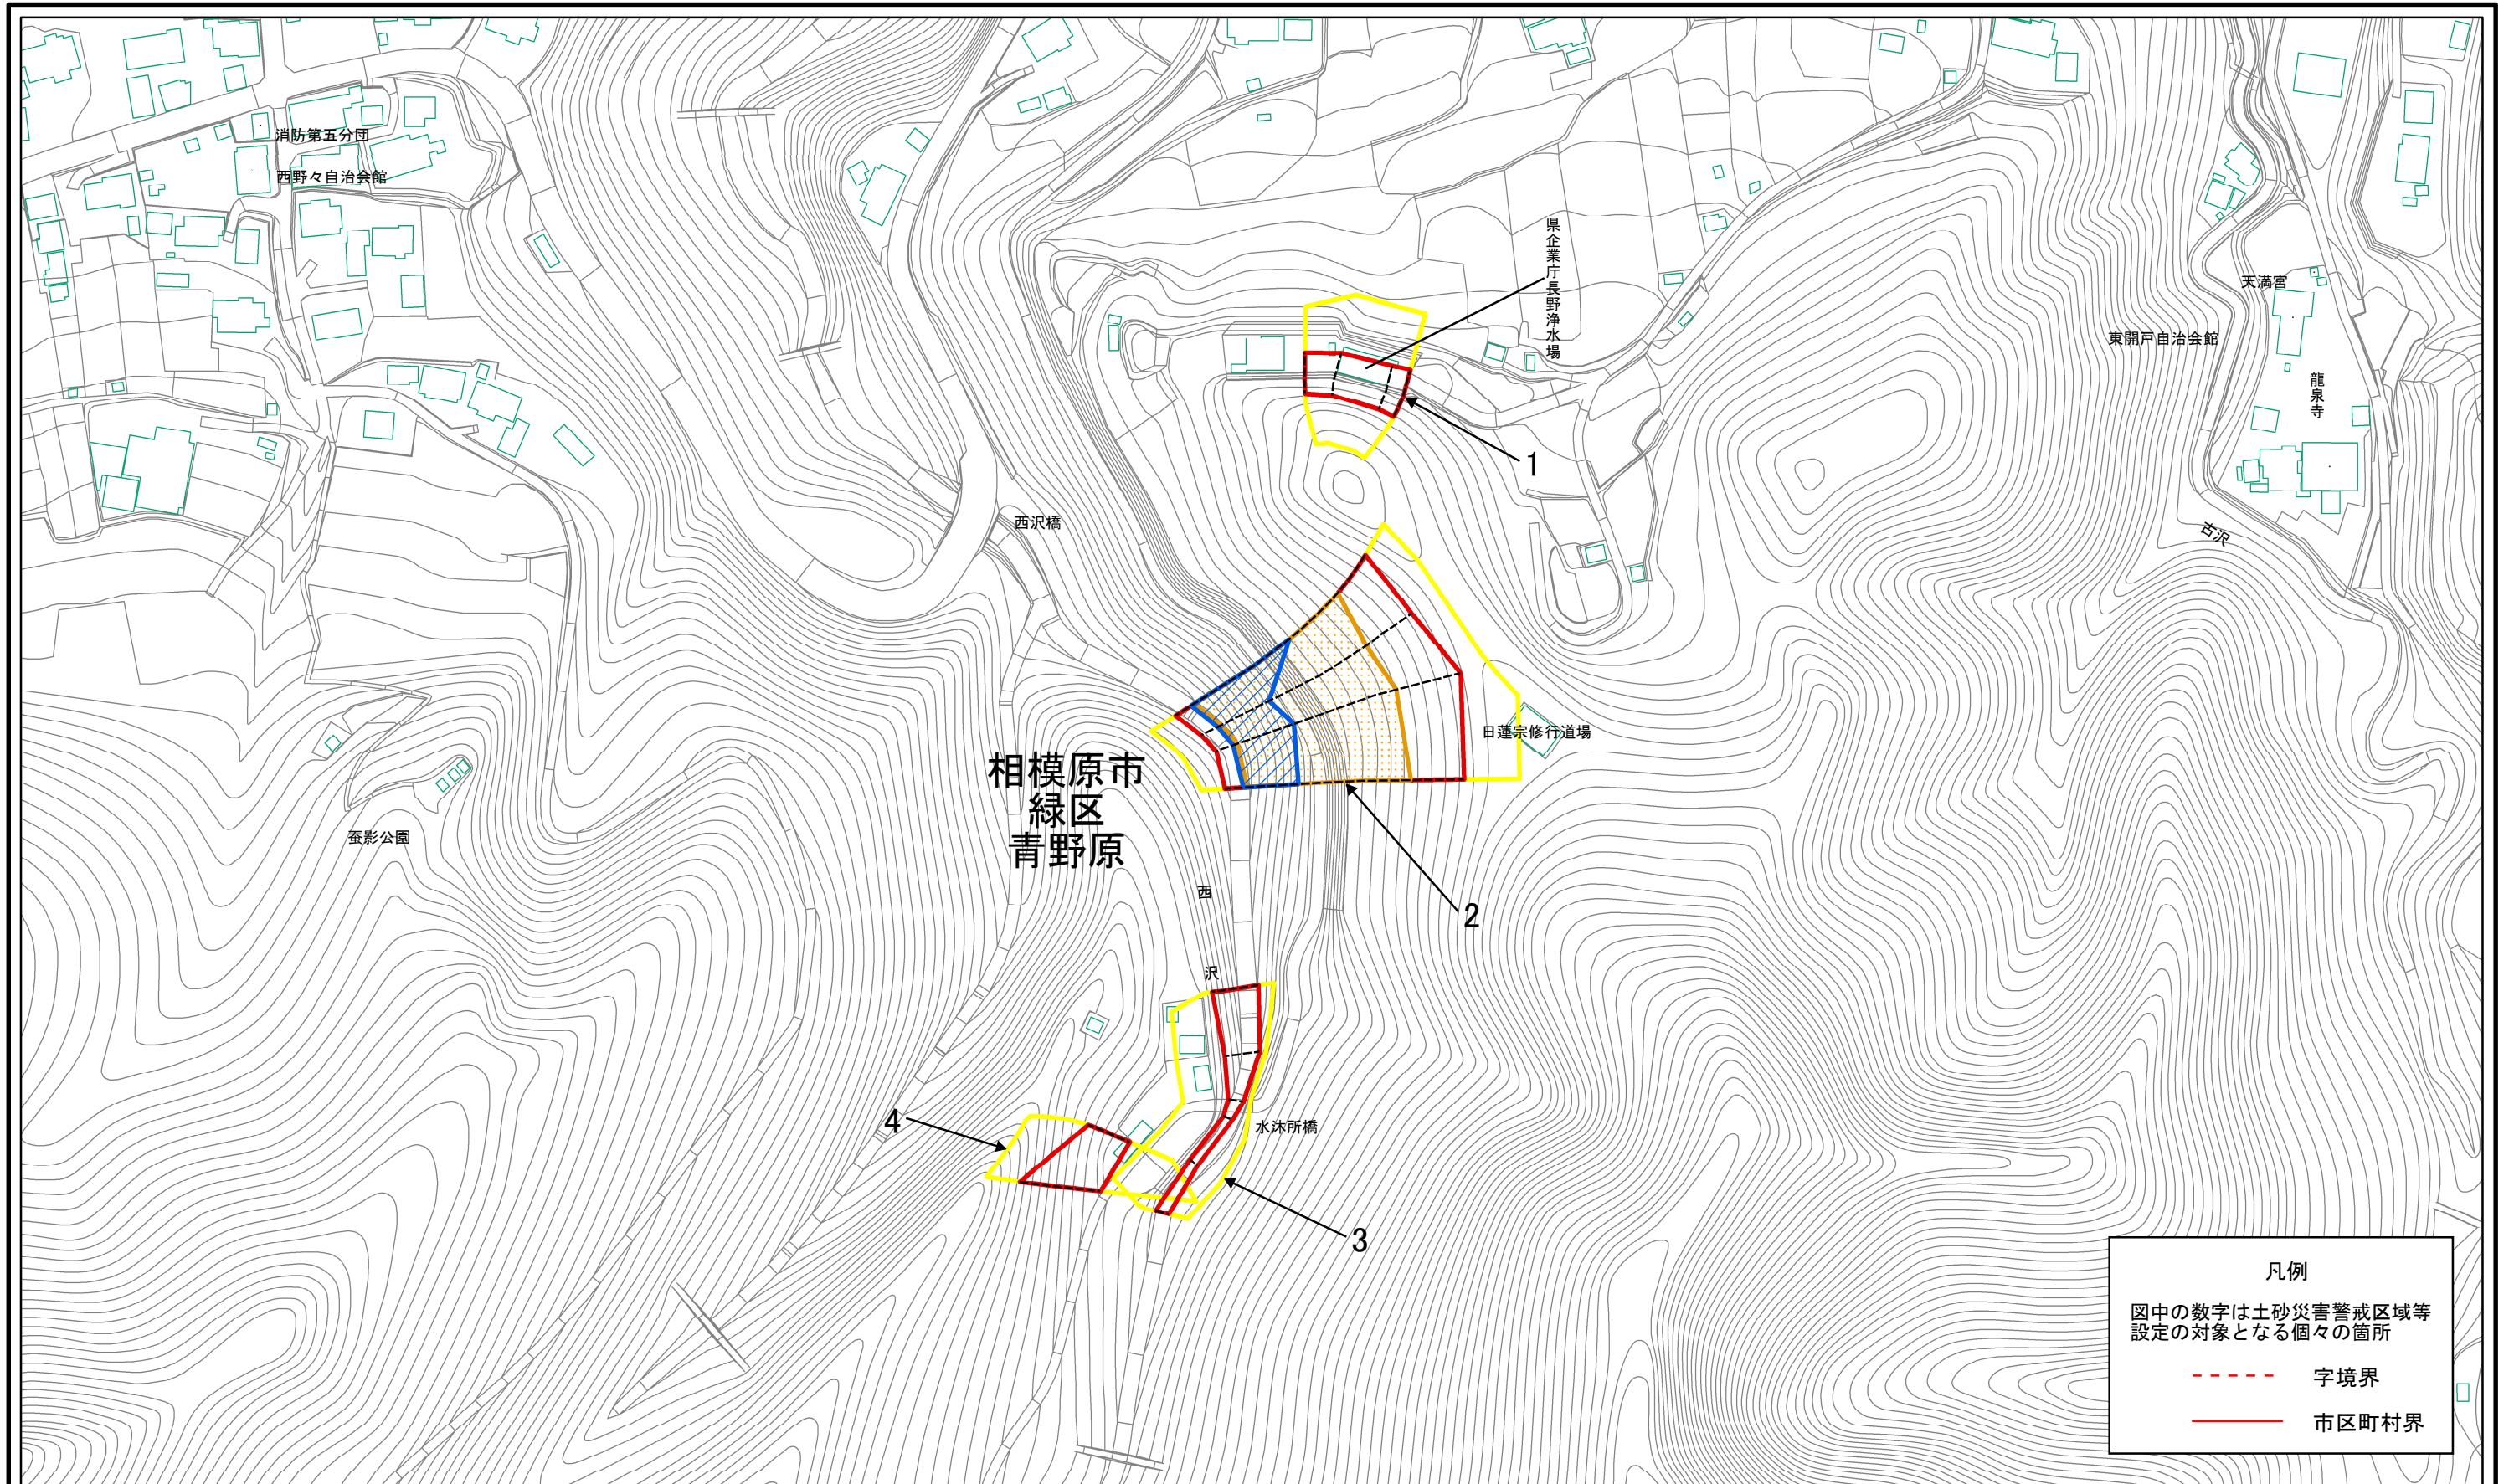 消防第五分団
西野々自治会館
県企業庁長野浄水場
天満宮
東開戸自治会館
龍泉寺
1
西沢橋
古沢
日蓮宗修行道場
相模原市
緑区
青野原
蚕影公園
西
沢
2
4
水沐所橋
3
凡例
図中の数字は土砂災害警戒区域等
設定の対象となる個々の箇所
字境界
市区町村界